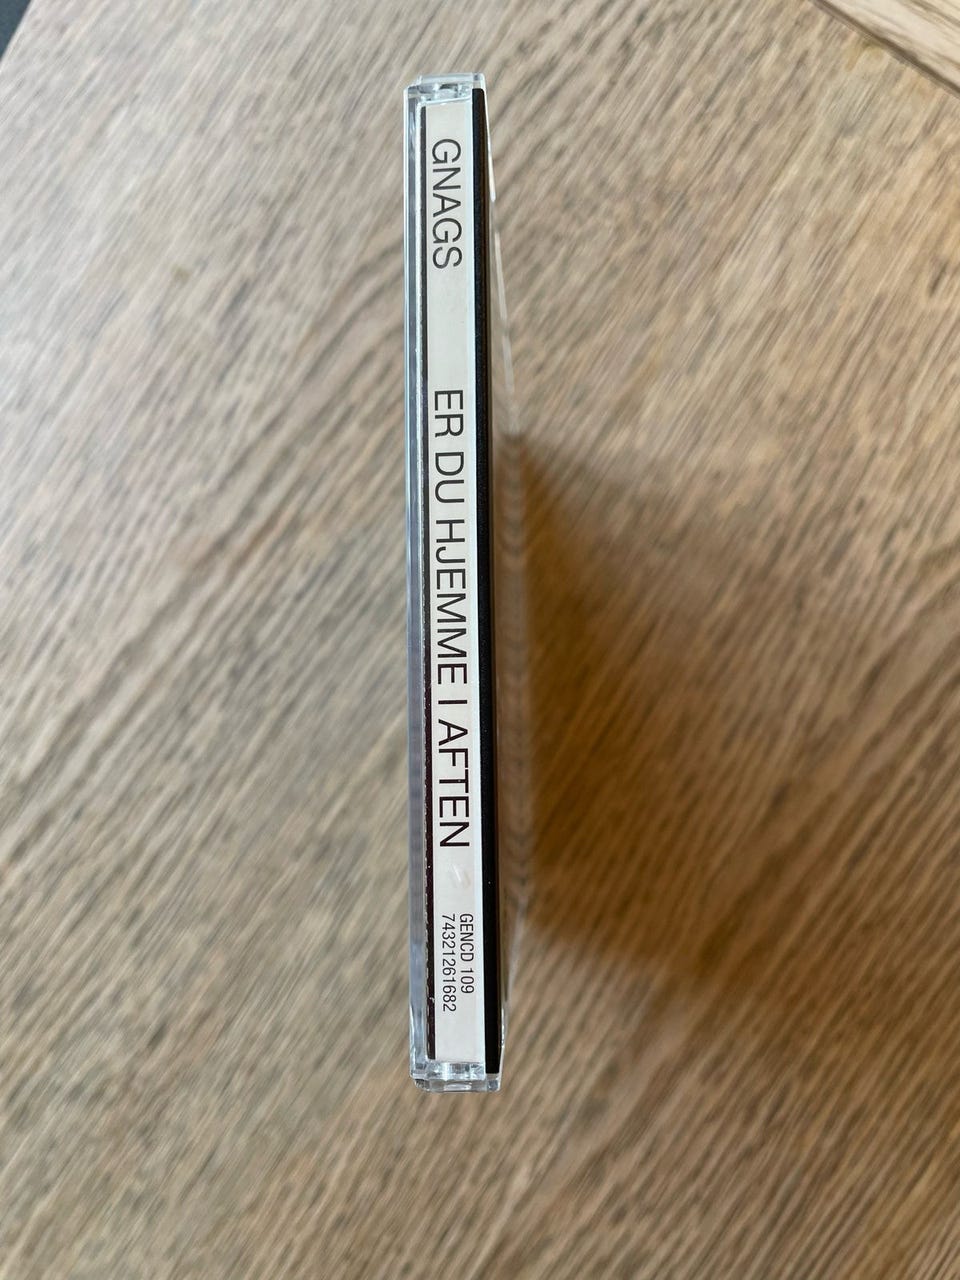 GNAGS
ER DU HJEMME I AFTEN
GENCD 109
74321261682